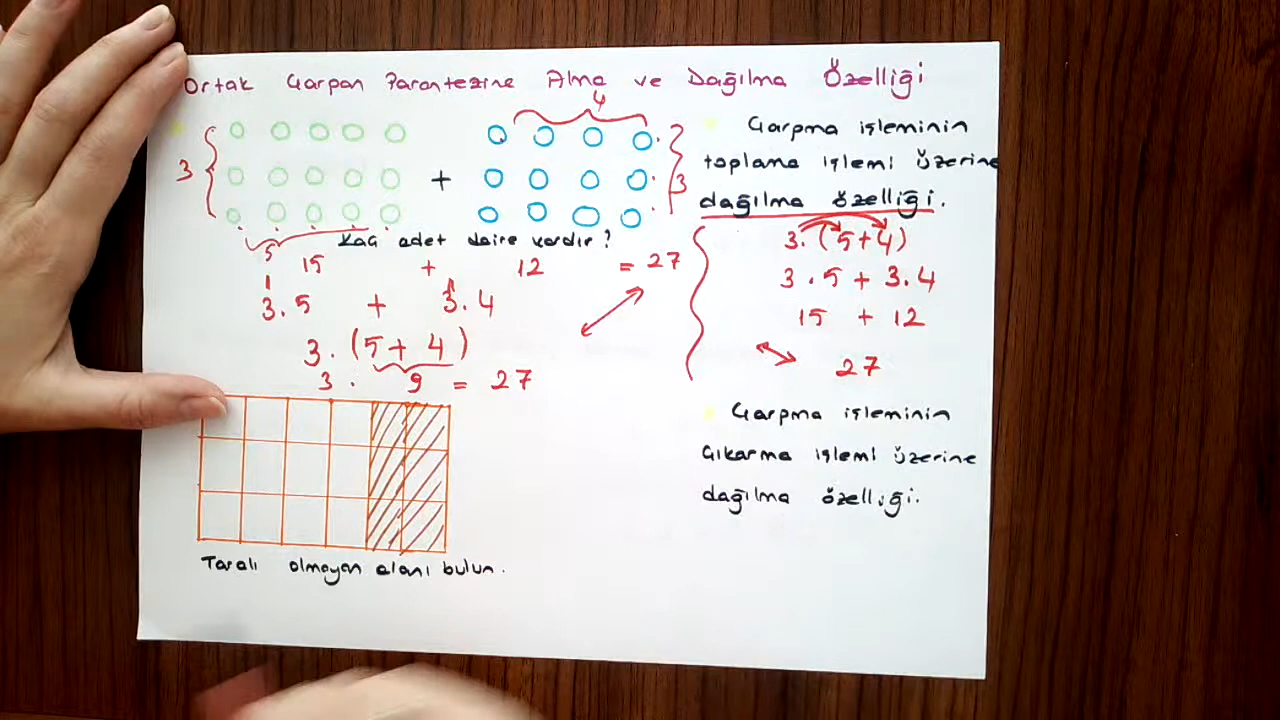 Ortak Çarpan Parantezine Alma ve Dağılma Özelliği
4
3
+
3
Kaç adet daire vardır?
5
15 + 12 = 27
3.5 + 3.4
3.(5+4)
3. 9 = 27
Taralı olmayan alanı bulun.
Çarpma işleminin
toplama işlemi üzerine
dağılma özelliği.
3.(5+4)
3.5 + 3.4
15 + 12
27
Çarpma işleminin
çıkarma işlemi üzerine
dağılma özelliği.